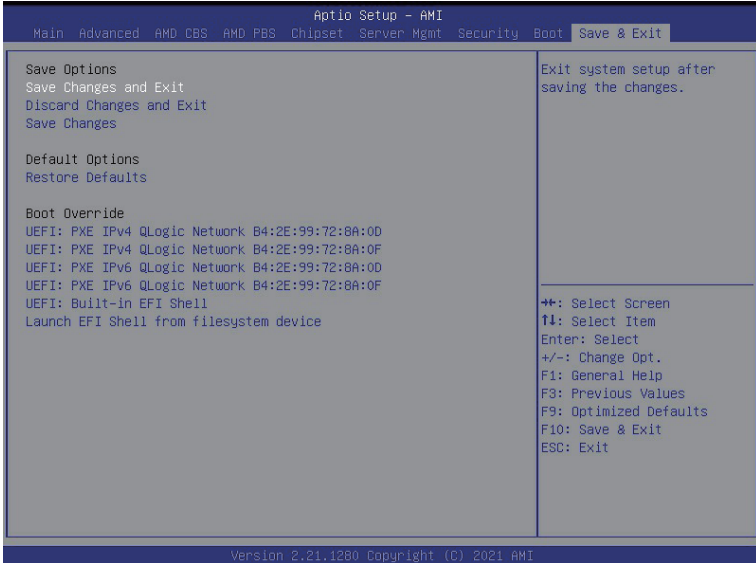 Aptio Setup – AMI
Main Advanced AMD CBS AMD PBS Chipset Server Mgmt Security Boot Save & Exit
Save Options
Save Changes and Exit
Discard Changes and Exit
Save Changes
Default Options
Restore Defaults
Boot Override
UEFI: PXE IPv4 QLogic Network B4:2E:99:72:8A:0D
UEFI: PXE IPv4 QLogic Network B4:2E:99:72:8A:0F
UEFI: PXE IPv6 QLogic Network B4:2E:99:72:8A:0D
UEFI: PXE IPv6 QLogic Network B4:2E:99:72:8A:0F
UEFI: Built-in EFI Shell
Launch EFI Shell from filesystem device
Exit system setup after
saving the changes.
→←: Select Screen
↑↓: Select Item
Enter: Select
+/-: Change Opt.
F1: General Help
F3: Previous Values
F9: Optimized Defaults
F10: Save & Exit
ESC: Exit
Version 2.21.1280 Copyright (C) 2021 AMI